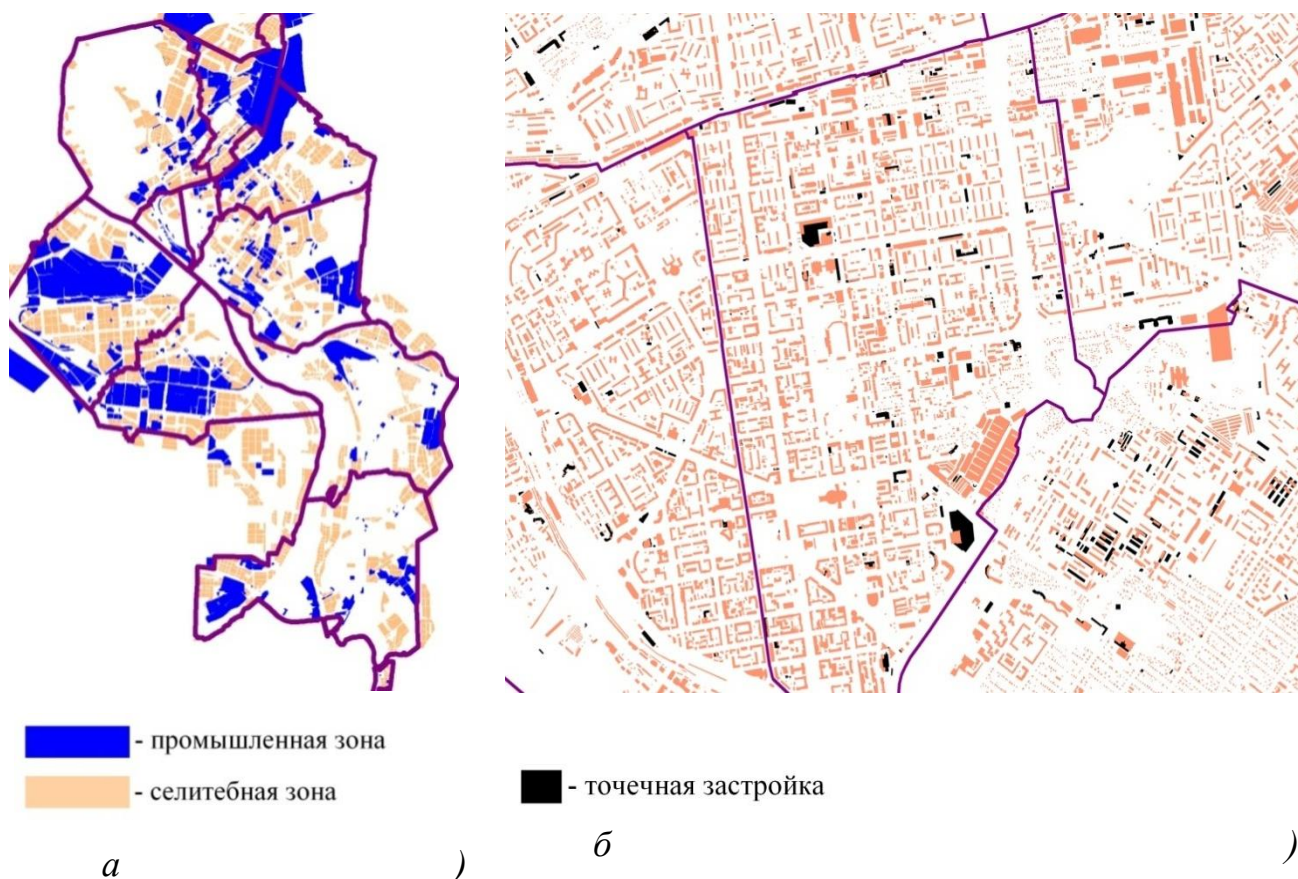 - промышленная зона
- селитебная зона
- точечная застройка
а )
б )